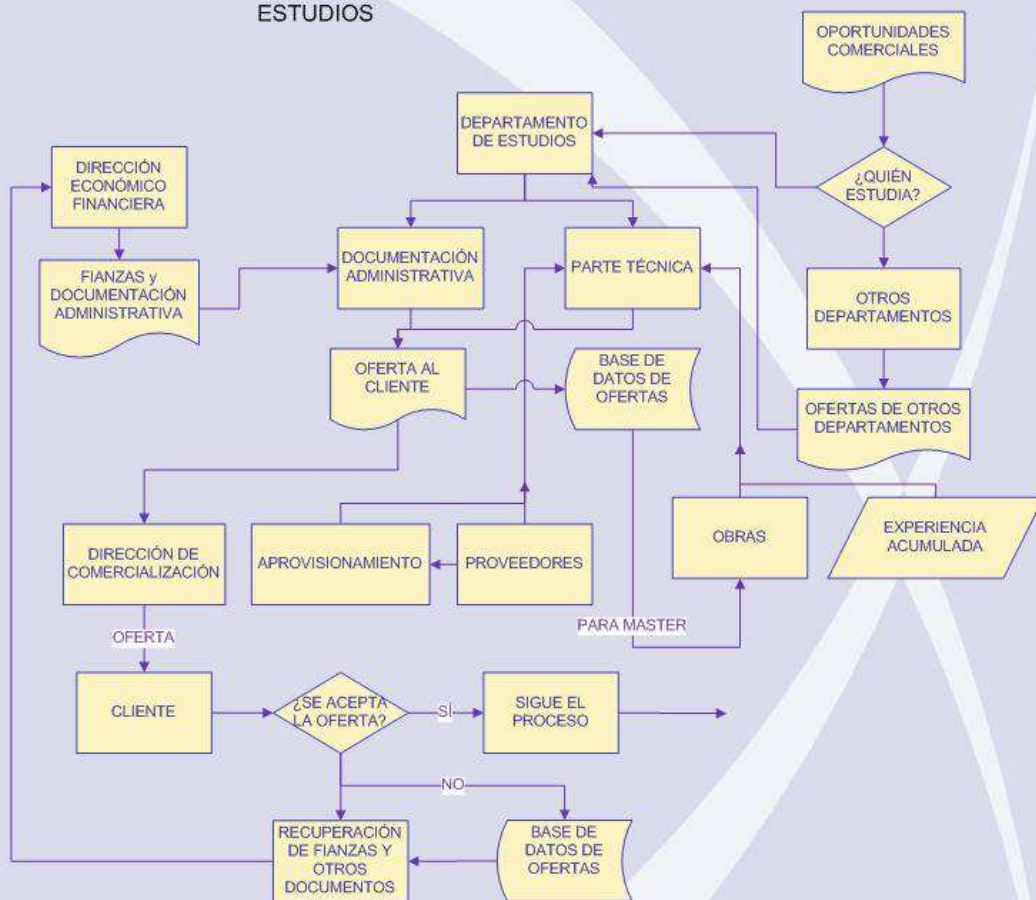 ESTUDIOS
OPORTUNIDADES
COMERCIALES
DEPARTAMENTO
DE ESTUDIOS
¿QUIÉN
ESTUDIA?
DIRECCIÓN
ECONÓMICO
FINANCIERA
DOCUMENTACIÓN
ADMINISTRATIVA
PARTE TÉCNICA
FIANZAS y
DOCUMENTACIÓN
ADMINISTRATIVA
OTROS
DEPARTAMENTOS
OFERTA AL
CLIENTE
BASE DE
DATOS DE
OFERTAS
OFERTAS DE OTROS
DEPARTAMENTOS
DIRECCIÓN DE
COMERCIALIZACIÓN
APROVISIONAMIENTO
PROVEEDORES
OBRAS
EXPERIENCIA
ACUMULADA
PARA MASTER
OFERTA
CLIENTE
¿SE ACEPTA
LA OFERTA?
SÍ
SIGUE EL
PROCESO
NO
RECUPERACIÓN
DE FIANZAS Y
OTROS
DOCUMENTOS
BASE DE
DATOS DE
OFERTAS